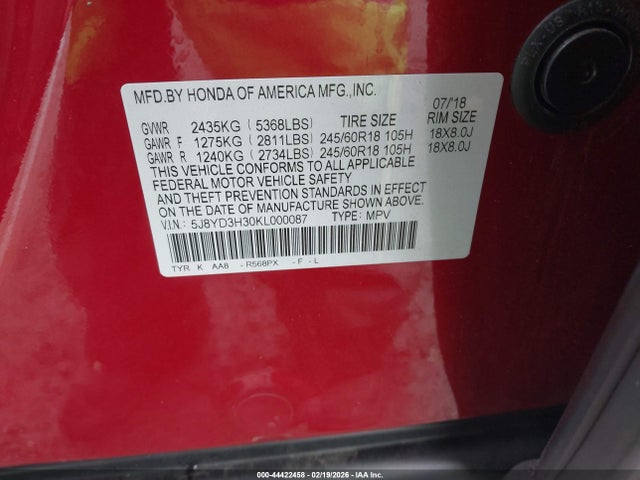 MFD.BY HONDA OF AMERICA MFG.,INC.
07/'18
GVWR 2435KG (5368LBS) TIRE SIZE RIM SIZE
GAWR F 1275KG (2811LBS) 245/60R18 105H 18X8.0J
GAWR R 1240KG (2734LBS) 245/60R18 105H 18X8.0J
THIS VEHICLE CONFORMS TO ALL APPLICABLE
FEDERAL MOTOR VEHICLE SAFETY
AND THEFT PREVENTION STANDARDS IN EFFECT
ON THE DATE OF MANUFACTURE SHOWN ABOVE.
V.I.N.: 5J8YD3H30KL000087 TYPE: MPV
TYR K AA8 - R568PX - F - L
000-44422458 - 02/19/2026 - © IAA Inc.